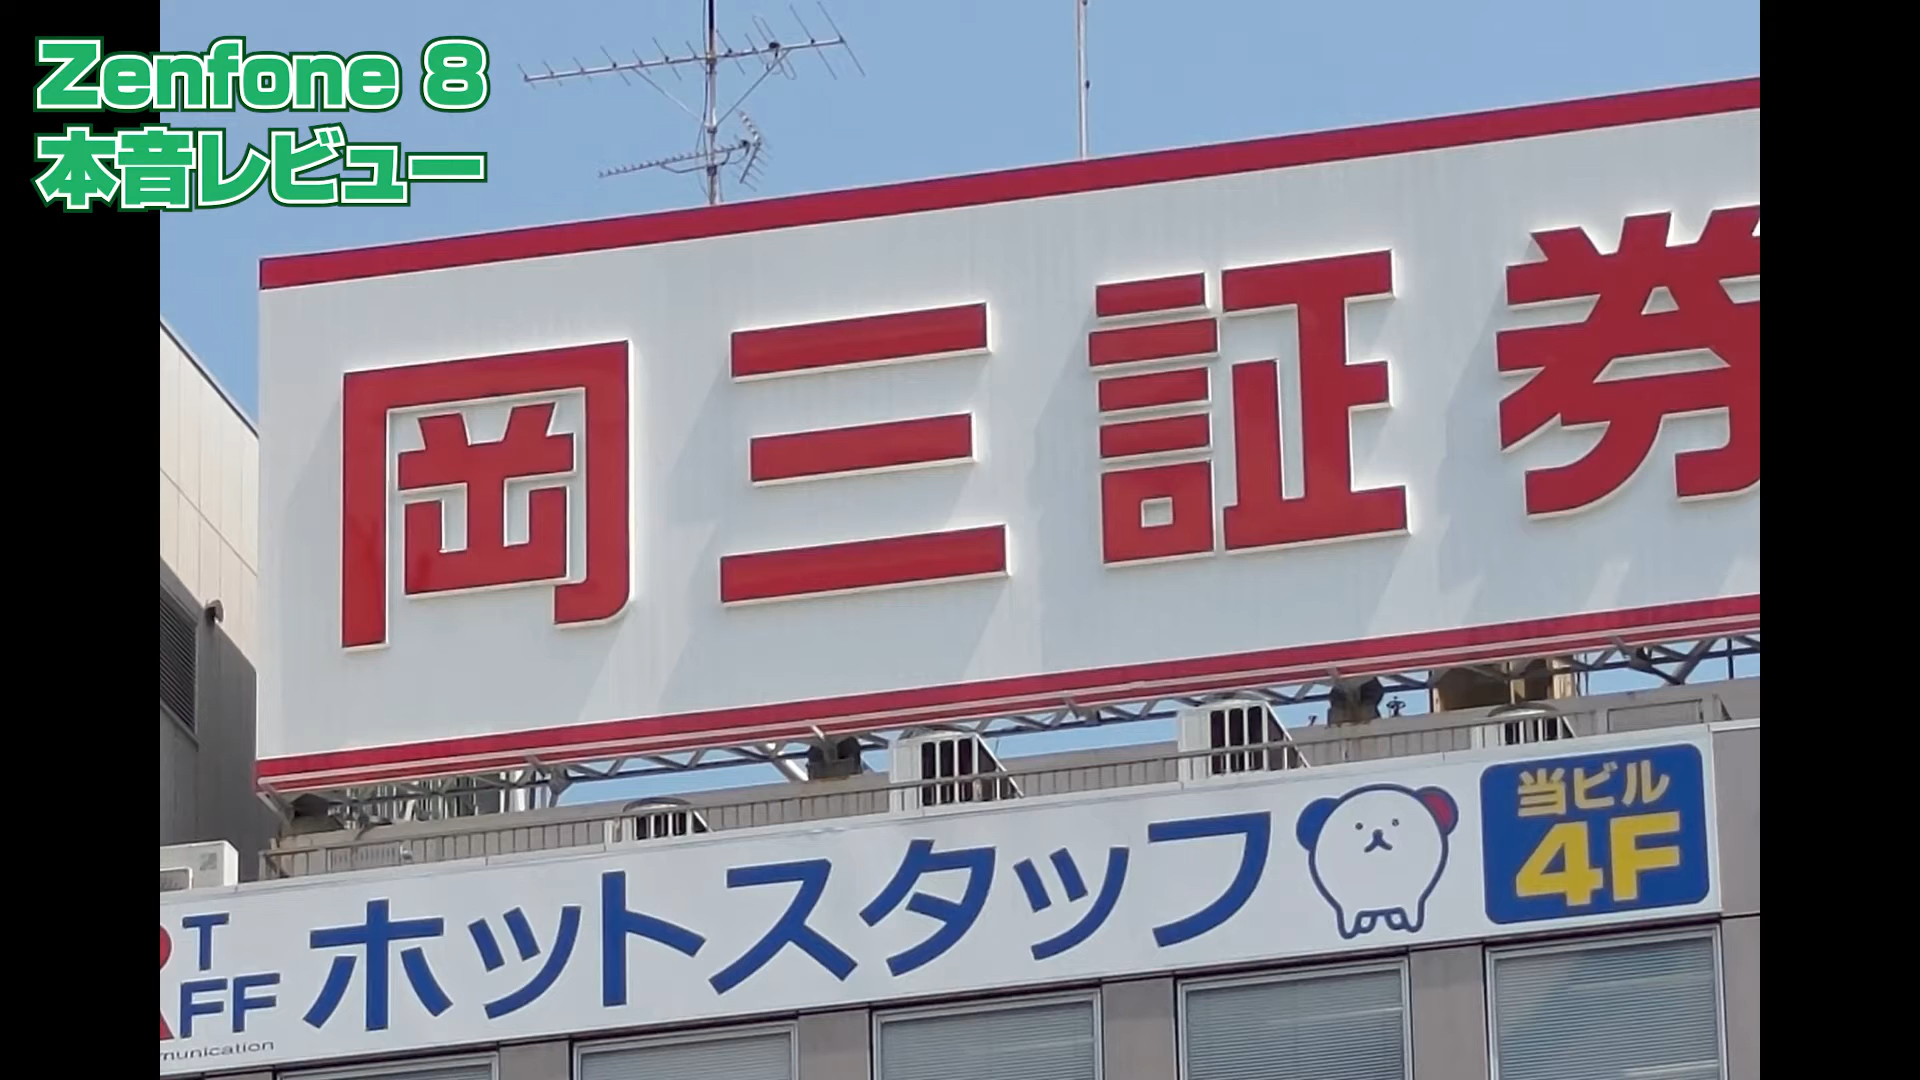 Zenfone 8
本音レビュー
岡三証券
T
AFF
munication
ホットスタッフ
当ビル
4F